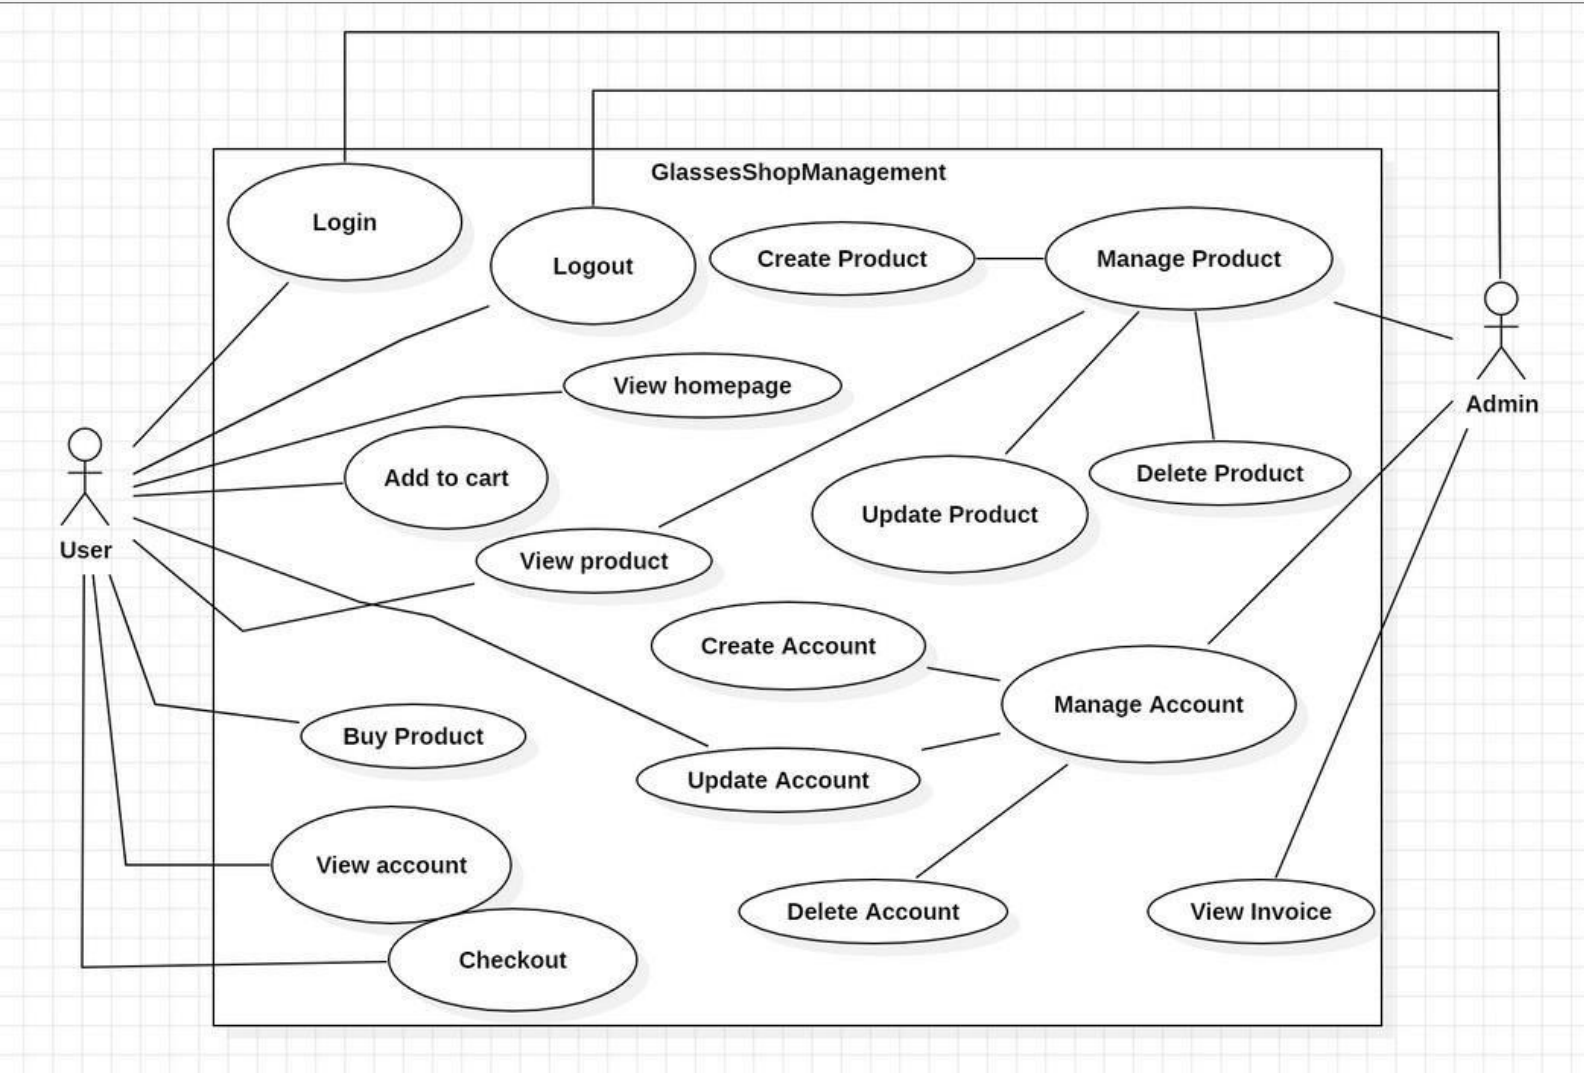 GlassesShopManagement
Login
Logout
Create Product
Manage Product
View homepage
Admin
Add to cart
Delete Product
Update Product
User
View product
Create Account
Manage Account
Buy Product
Update Account
View account
Delete Account
View Invoice
Checkout